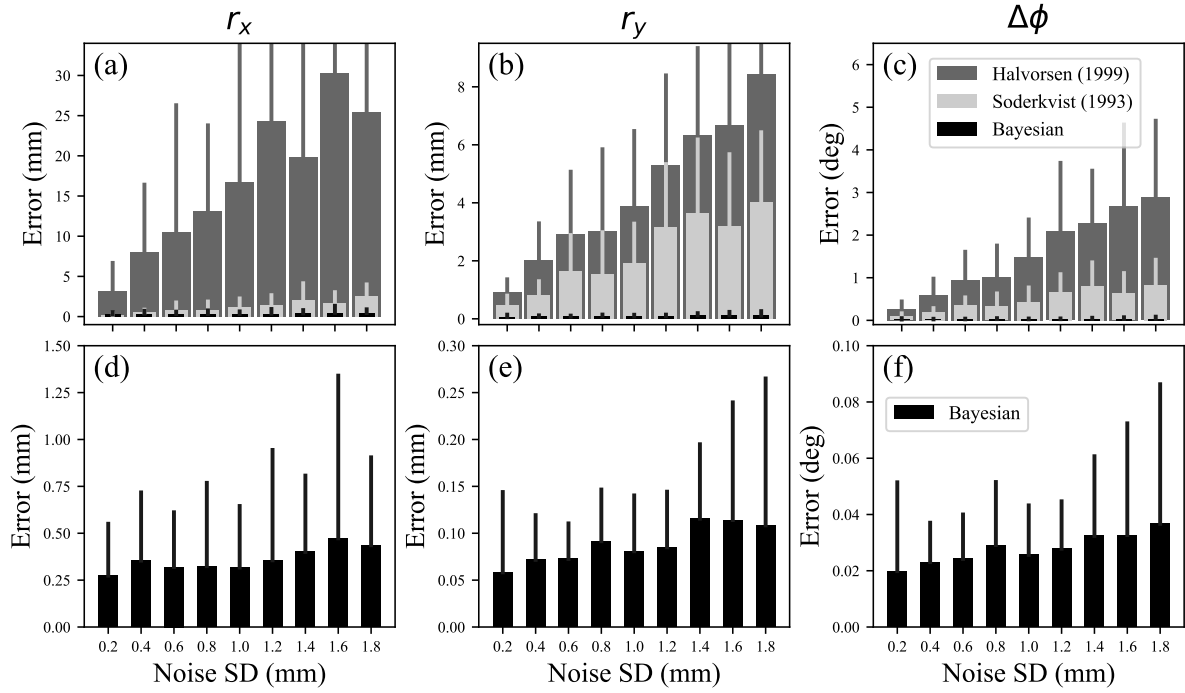 r_x r_y Δϕ
(a) (b) (c)
Error (mm) Error (mm) Error (deg)
30 25 20 15 10 5 0
8 6 4 2 0
6 5 4 3 2 1 0
Halvorsen (1999)
Soderkvist (1993)
Bayesian
(d) (e) (f)
Error (mm) Error (mm) Error (deg)
1.50 1.25 1.00 0.75 0.50 0.25 0.00
0.30 0.25 0.20 0.15 0.10 0.05 0.00
0.10 0.08 0.06 0.04 0.02 0.00
Bayesian
0.2 0.4 0.6 0.8 1.0 1.2 1.4 1.6 1.8
0.2 0.4 0.6 0.8 1.0 1.2 1.4 1.6 1.8
0.2 0.4 0.6 0.8 1.0 1.2 1.4 1.6 1.8
Noise SD (mm) Noise SD (mm) Noise SD (mm)